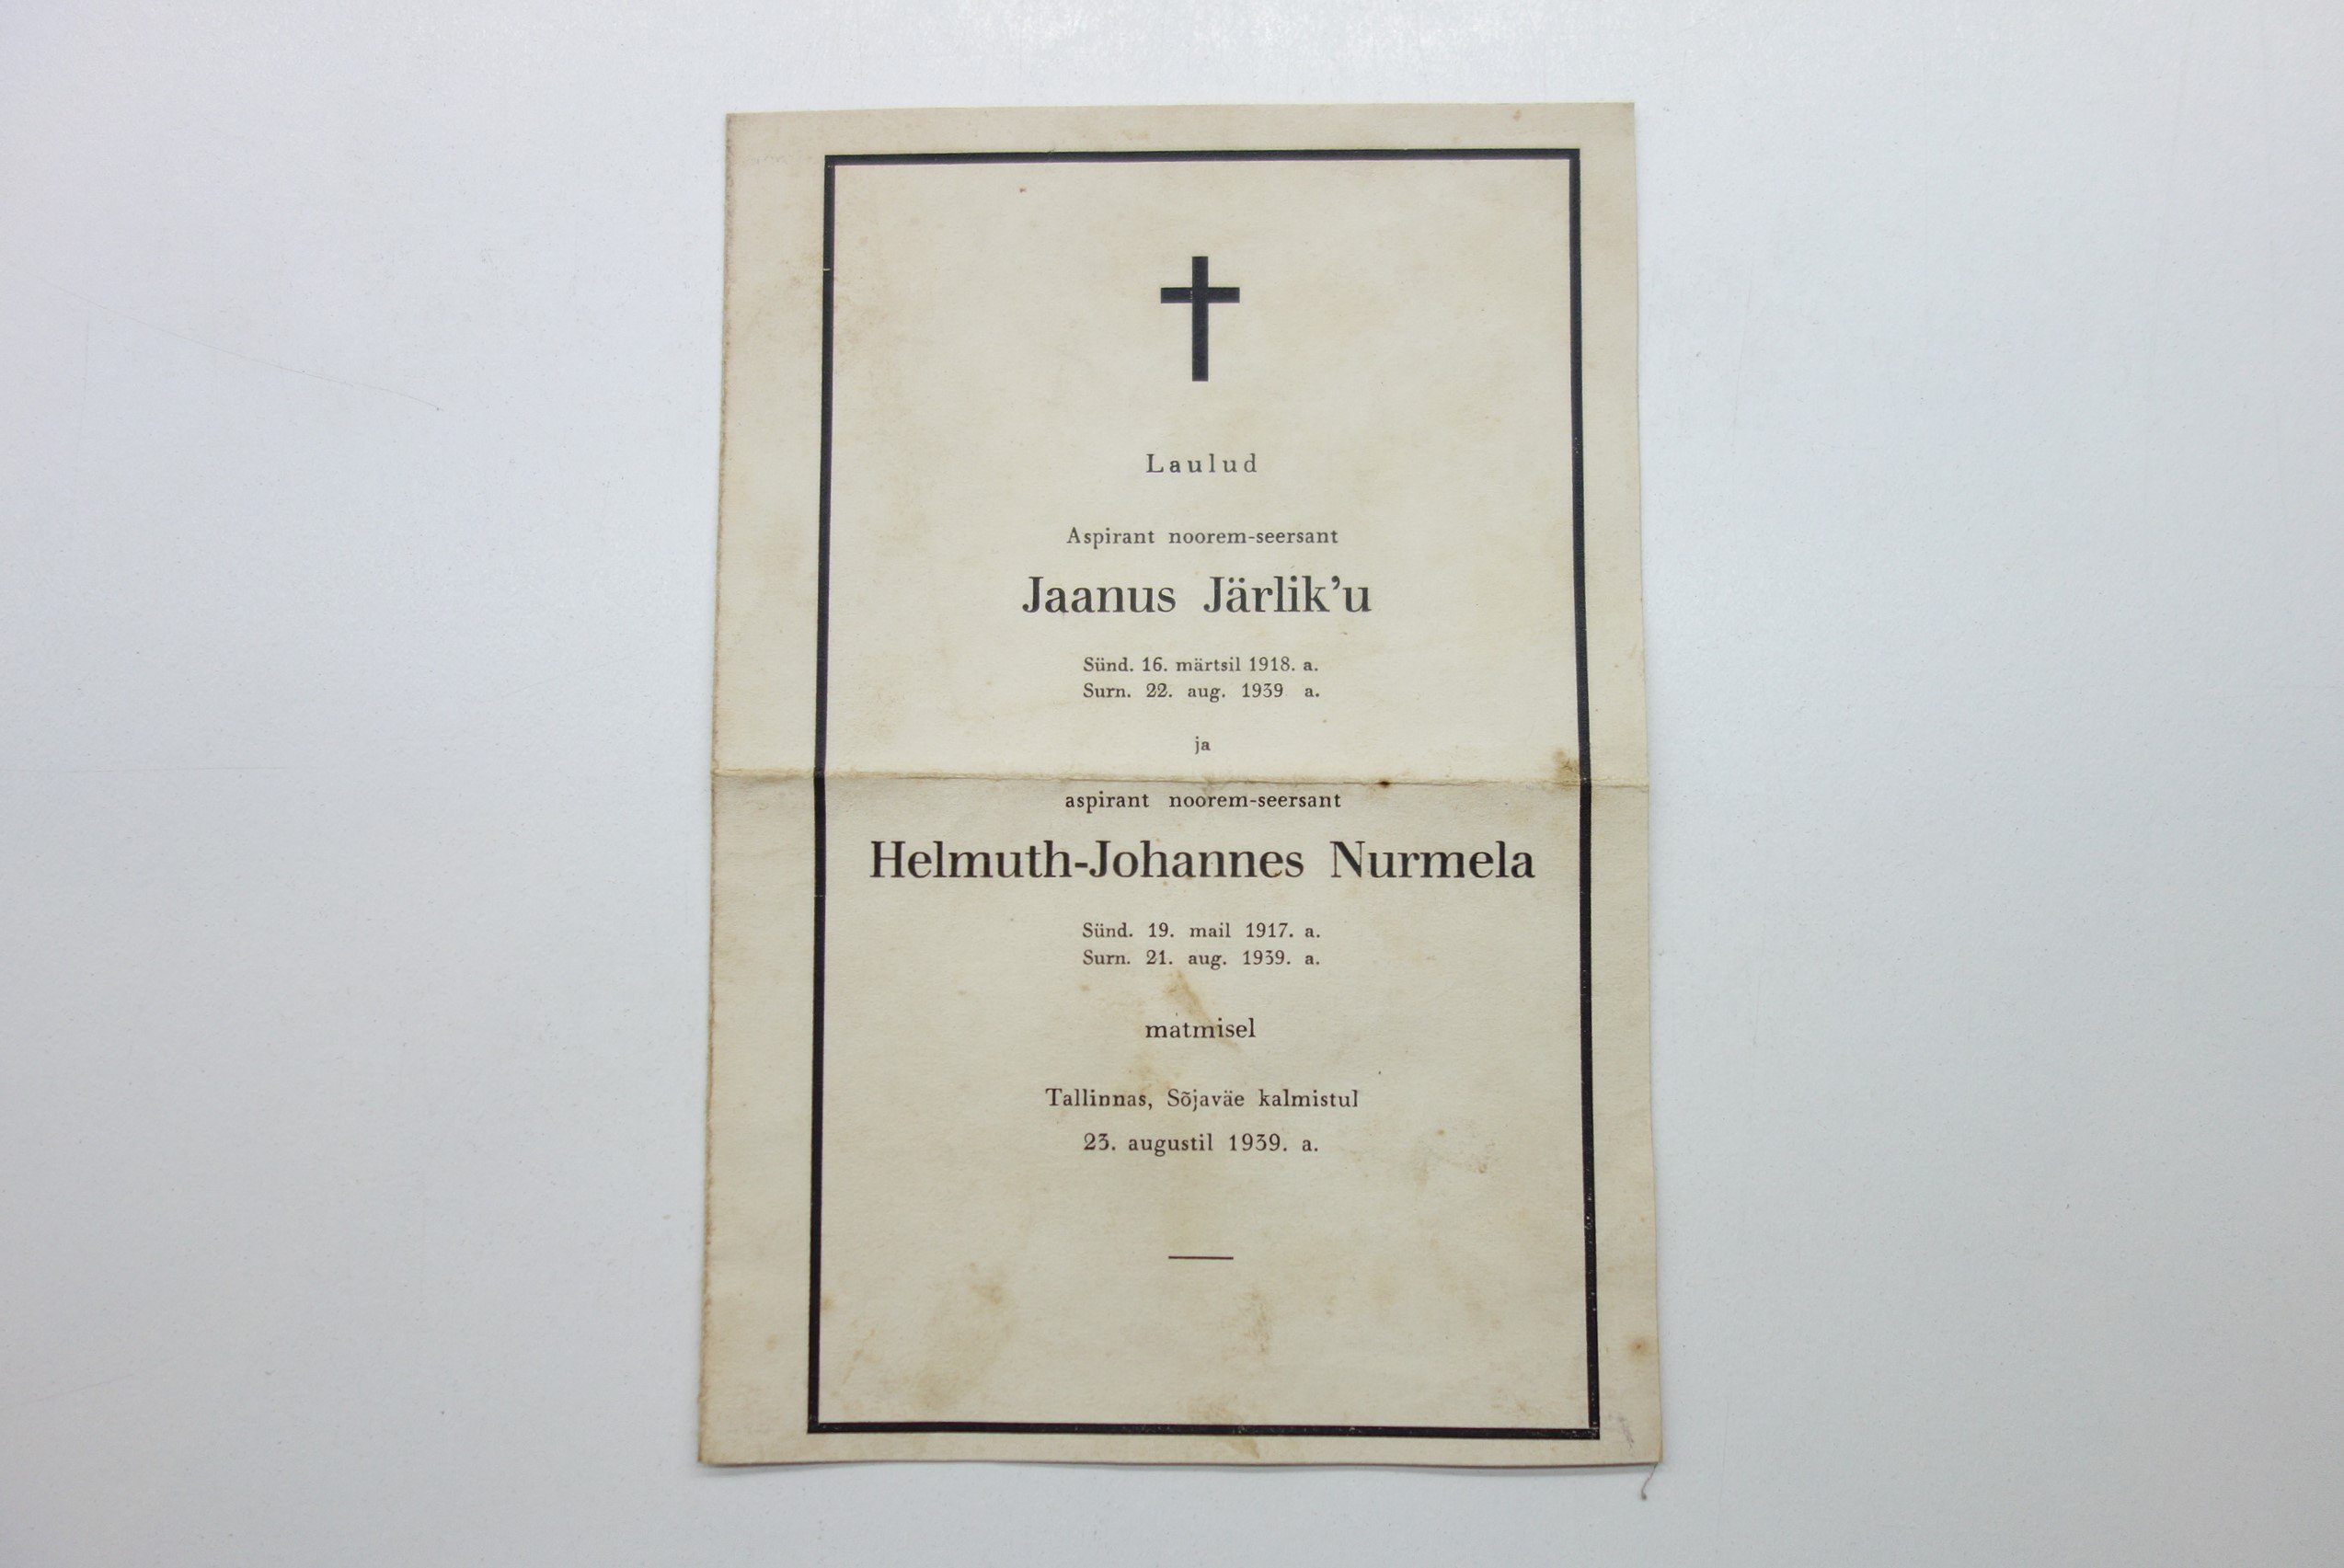 Laulud
Aspirant noorem-seersant
Jaanus Järlik'u
Sünd. 16. märtsil 1918. a.
Surn. 22. aug. 1939 a.
ja
aspirant noorem-seersant
Helmuth-Johannes Nurmela
Sünd. 19. mail 1917. a.
Surn. 21. aug. 1939. a.
matmisel
Tallinnas, Sõjaväe kalmistul
23. augustil 1939. a.